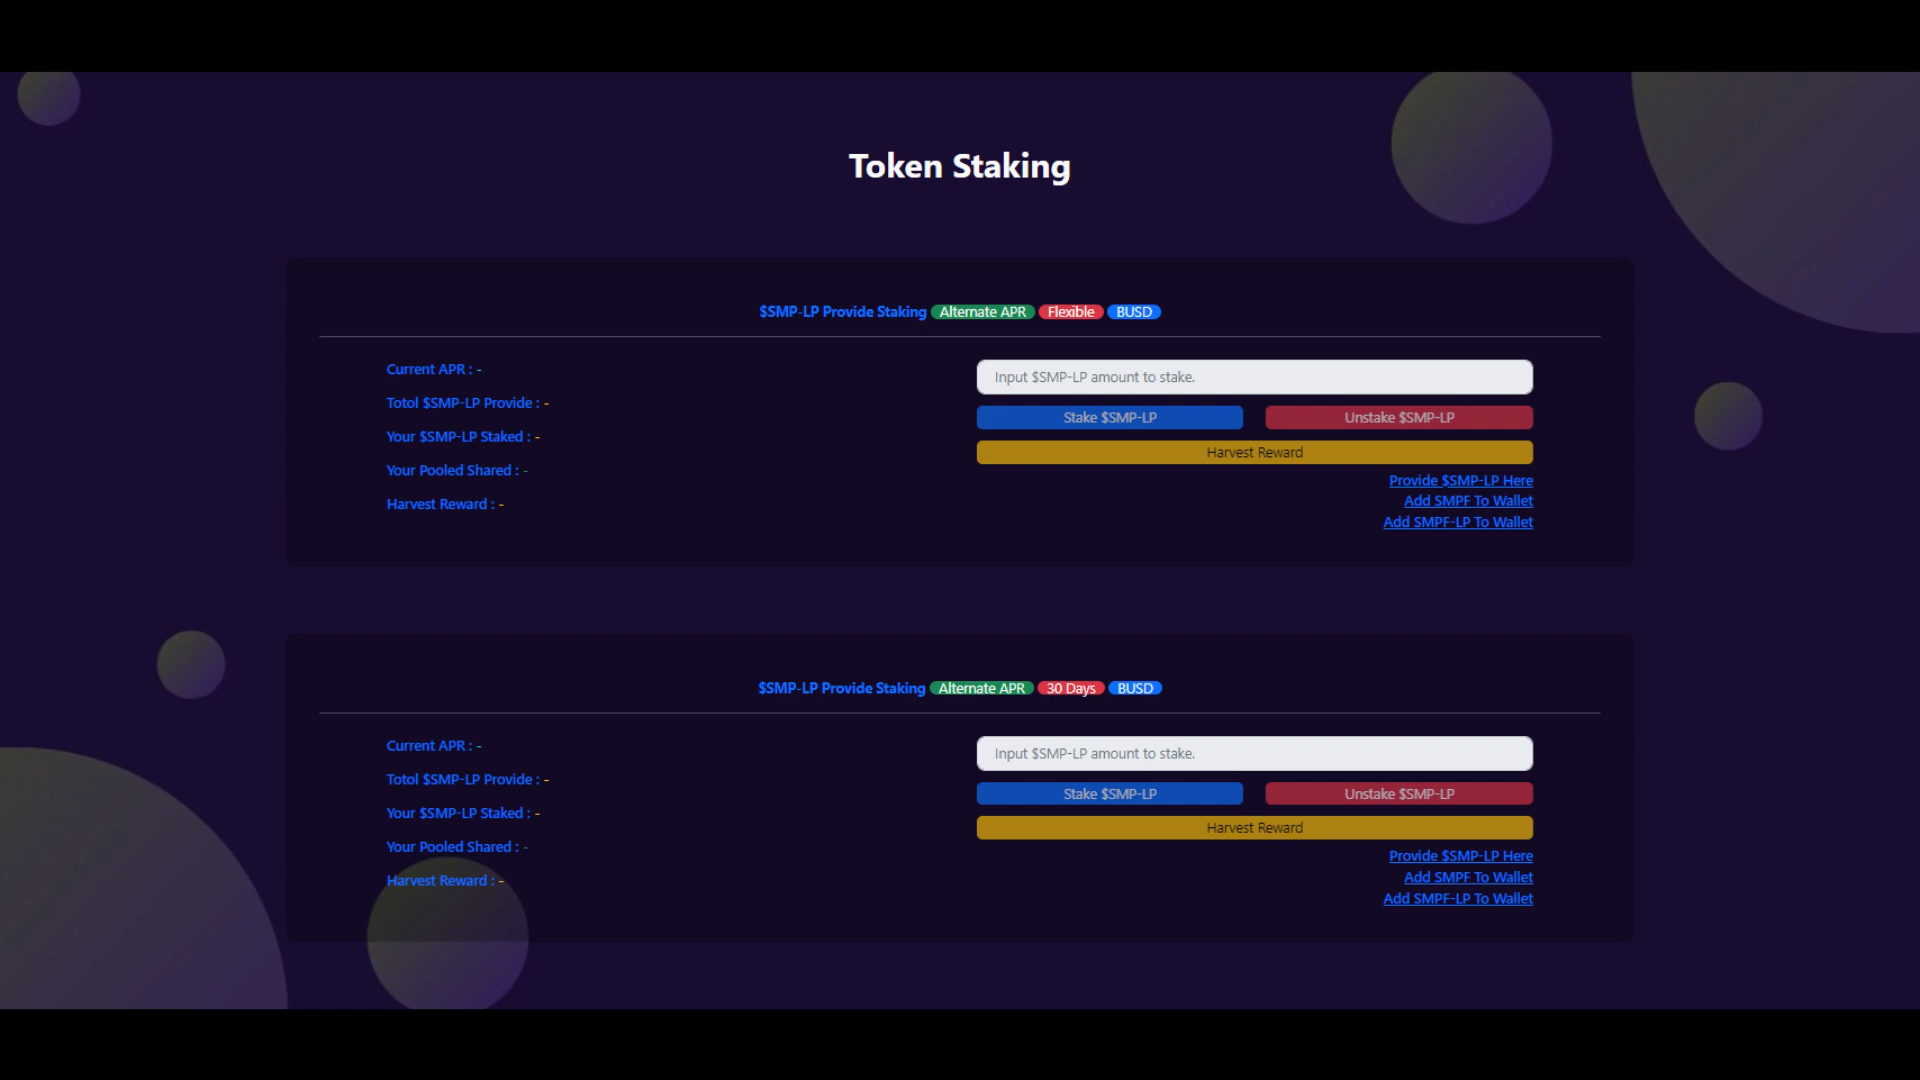 Token Staking
$SMP-LP Provide Staking Alternate APR Flexible BUSD
Current APR : -
Totol $SMP-LP Provide : -
Your $SMP-LP Staked : -
Your Pooled Shared : -
Harvest Reward : -
Input $SMP-LP amount to stake.
Stake $SMP-LP Unstake $SMP-LP
Harvest Reward
Provide $SMP-LP Here
Add SMPF To Wallet
Add SMPF-LP To Wallet
$SMP-LP Provide Staking Alternate APR 30 Days BUSD
Current APR : -
Totol $SMP-LP Provide : -
Your $SMP-LP Staked : -
Your Pooled Shared : -
Harvest Reward : -
Input $SMP-LP amount to stake.
Stake $SMP-LP Unstake $SMP-LP
Harvest Reward
Provide $SMP-LP Here
Add SMPF To Wallet
Add SMPF-LP To Wallet